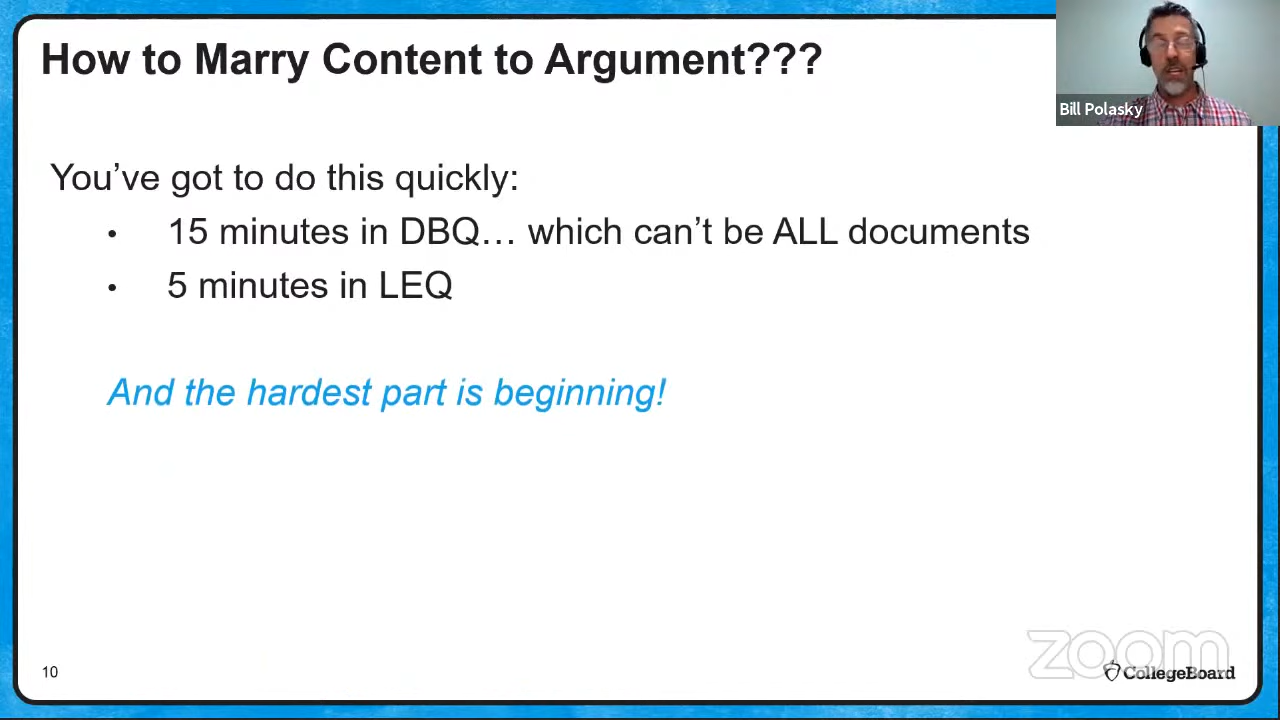 How to Marry Content to Argument???
Bill Polasky
You’ve got to do this quickly:
• 15 minutes in DBQ… which can’t be ALL documents
• 5 minutes in LEQ
And the hardest part is beginning!
zoom
10
CollegeBoard